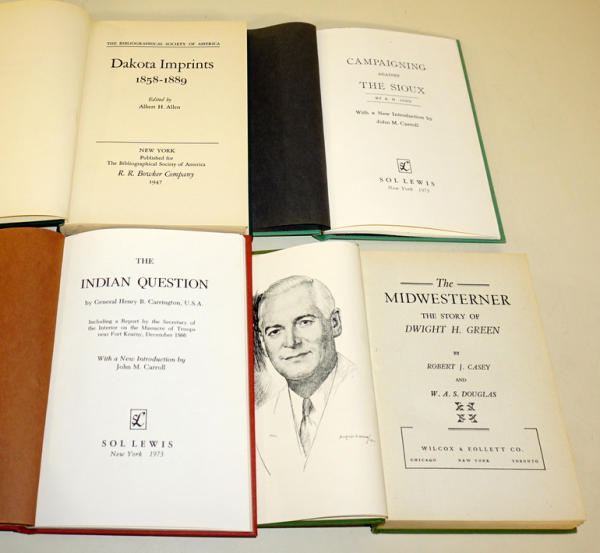 THE BIBLIOGRAPHICAL SOCIETY OF AMERICA
Dakota Imprints
1858-1889
Edited by
Albert H. Allen
NEW YORK
Published for
The Bibliographical Society of America
R. R. Bowker Company
1947
CAMPAIGNING
AGAINST
THE SIOUX
BY
With a New Introduction by
John M. Carroll
SL
SOL LEWIS
New York 1973
THE
INDIAN QUESTION
by General Henry B. Carrington, U.S.A.
Including a Report by the Secretary of
the Interior on the Massacre of Troops
near Fort Kearny, December 1866
With a New Introduction by
John M. Carroll
SL
SOL LEWIS
New York 1973
The
MIDWESTERNER
THE STORY OF
DWIGHT H. GREEN
BY
ROBERT J. CASEY
AND
W. A. S. DOUGLAS
WILCOX & FOLLETT CO.
CHICAGO NEW YORK TORONTO